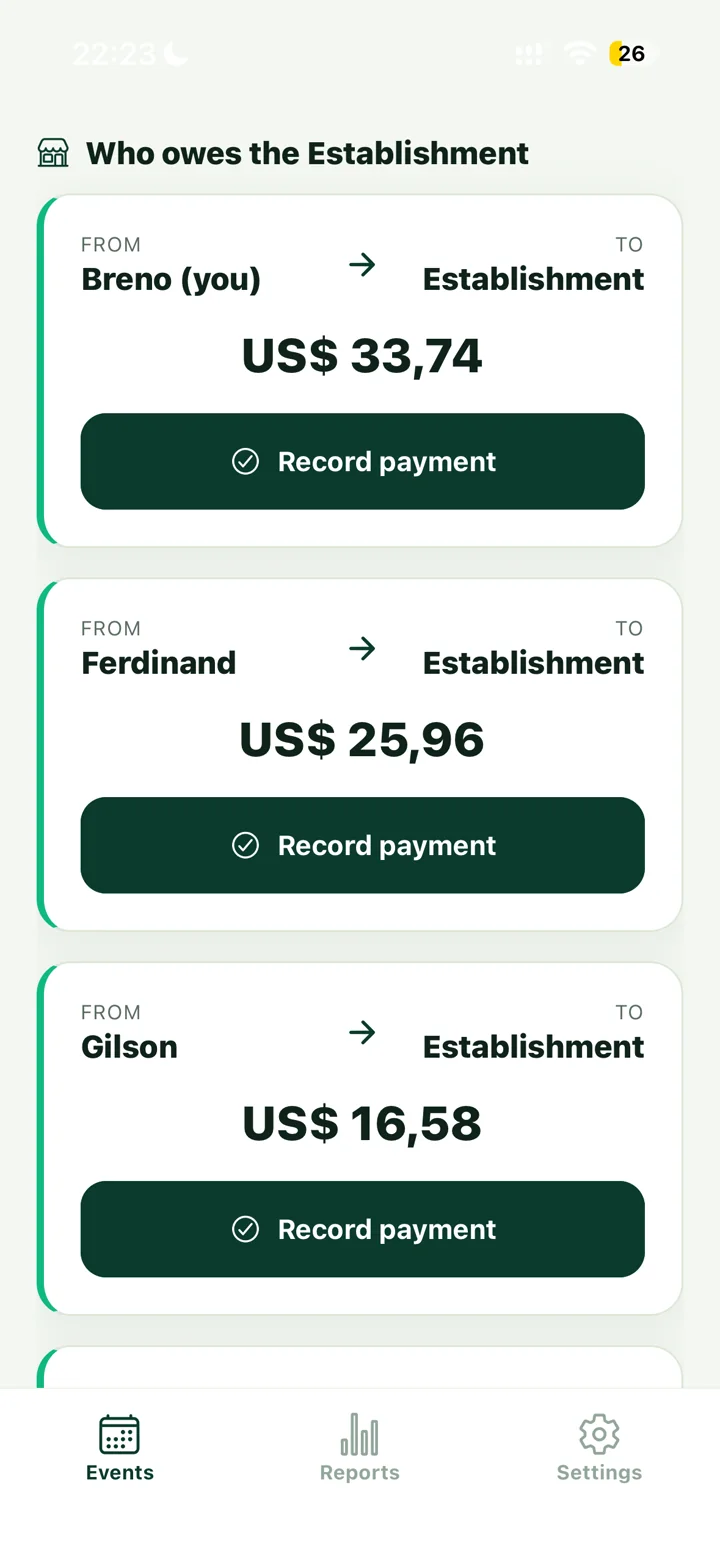 22:23
26
Who owes the Establishment
FROM
TO
Breno (you)
Establishment
US$ 33,74
Record payment
FROM
TO
Ferdinand
Establishment
US$ 25,96
Record payment
FROM
TO
Gilson
Establishment
US$ 16,58
Record payment
Events
Reports
Settings